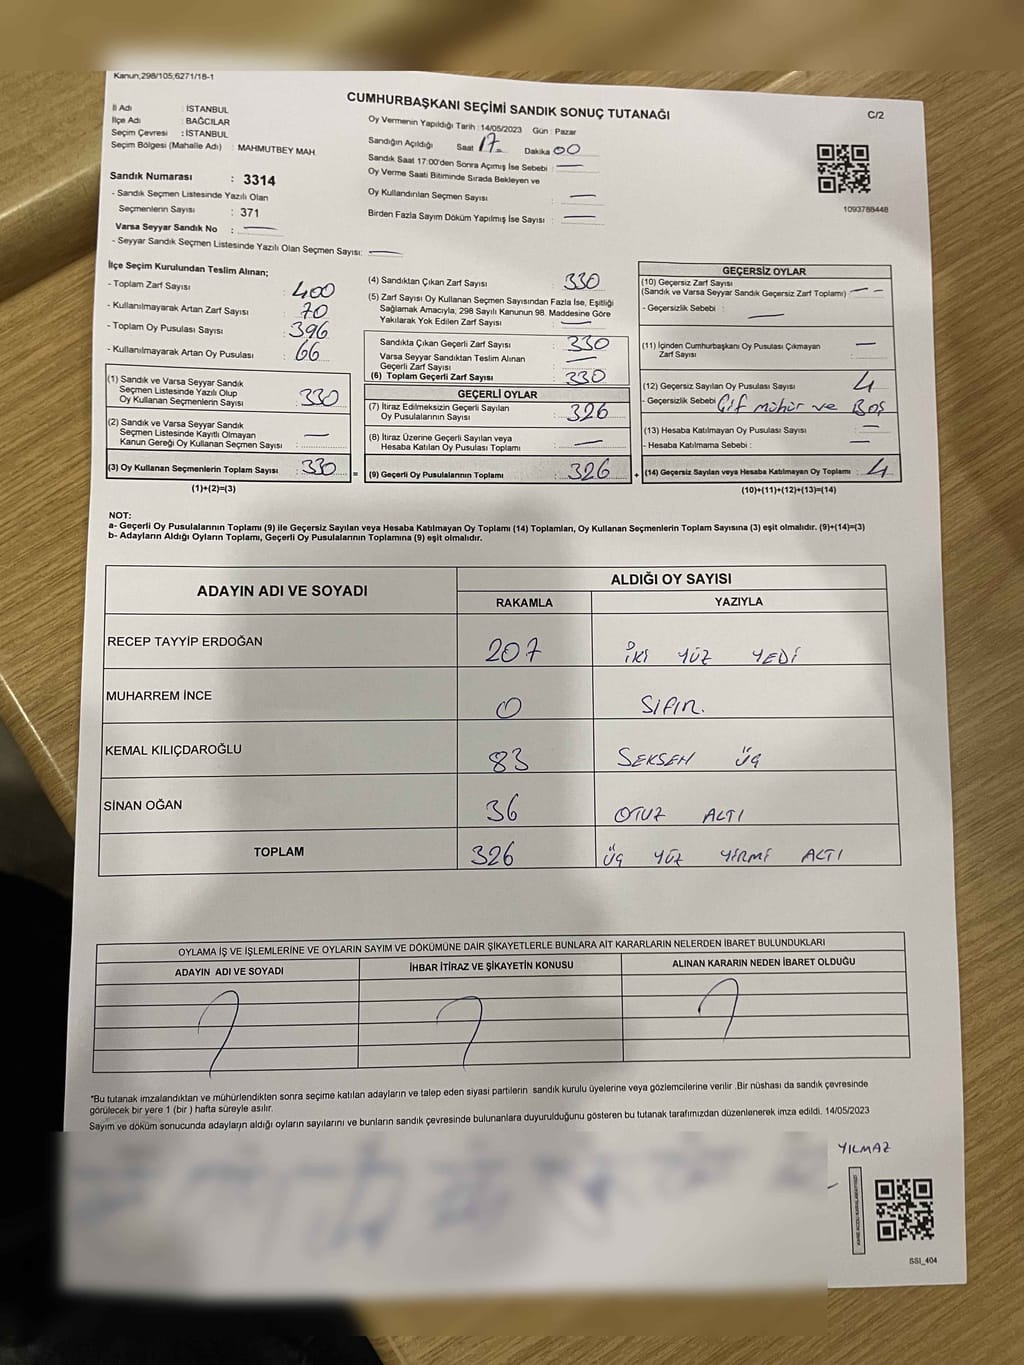 Kanun;298/105;6271/18-1
CUMHURBAŞKANI SEÇİMİ SANDIK SONUÇ TUTANAĞI
C/2
İl Adı : İSTANBUL
İlçe Adı : BAĞCILAR
Seçim Çevresi : İSTANBUL
Seçim Bölgesi (Mahalle Adı) : MAHMUTBEY MAH.
Sandık Numarası : 3314
- Sandık Seçmen Listesinde Yazılı Olan
Seçmenlerin Sayısı : 371
Varsa Seyyar Sandık No :
- Seyyar Sandık Seçmen Listesinde Yazılı Olan Seçmen Sayısı:
Oy Vermenin Yapıldığı Tarih : 14/05/2023 Gün : Pazar
Sandığın Açıldığı Saat 17 Dakika 00
Sandık Saat 17:00'den Sonra Açımış İse Sebebi :
Oy Verme Saati Bitiminde Sırada Bekleyen ve
Oy Kullandırılan Seçmen Sayısı :
Birden Fazla Sayım Döküm Yapılmış İse Sayısı :
1093788448
İlçe Seçim Kurulundan Teslim Alınan;
- Toplam Zarf Sayısı : 400
- Kullanılmayarak Artan Zarf Sayısı : 70
- Toplam Oy Pusulası Sayısı : 396
- Kullanılmayarak Artan Oy Pusulası : 66
(1) Sandık ve Varsa Seyyar Sandık
Seçmen Listesinde Yazılı Olup
Oy Kullanan Seçmenlerin Sayısı : 330
(2) Sandık ve Varsa Seyyar Sandık
Seçmen Listesinde Kayıtlı Olmayan
Kanun Gereği Oy Kullanan Seçmen Sayısı :
(3) Oy Kullanan Seçmenlerin Toplam Sayısı : 330
(1)+(2)=(3)
(4) Sandıktan Çıkan Zarf Sayısı : 330
(5) Zarf Sayısı Oy Kullanan Seçmen Sayısından Fazla İse, Eşitliği
Sağlamak Amacıyla; 298 Sayılı Kanunun 98. Maddesine Göre
Yakılarak Yok Edilen Zarf Sayısı :
Sandıkta Çıkan Geçerli Zarf Sayısı : 330
Varsa Seyyar Sandıktan Teslim Alınan
Geçerli Zarf Sayısı :
(6) Toplam Geçerli Zarf Sayısı : 330
GEÇERLİ OYLAR
(7) İtiraz Edilmeksizin Geçerli Sayılan
Oy Pusulalarının Sayısı : 326
(8) İtiraz Üzerine Geçerli Sayılan veya
Hesaba Katılan Oy Pusulası Toplamı :
= (9) Geçerli Oy Pusulalarının Toplamı : 326
GEÇERSİZ OYLAR
(10) Geçersiz Zarf Sayısı
(Sandık ve Varsa Seyyar Sandık Geçersiz Zarf Toplamı) :
- Geçersizlik Sebebi :
(11) İçinden Cumhurbaşkanı Oy Pusulası Çıkmayan
Zarf Sayısı :
(12) Geçersiz Sayılan Oy Pusulası Sayısı : 4
- Geçersizlik Sebebi : Çif mühür ve BOŞ
(13) Hesaba Katılmayan Oy Pusulası Sayısı :
- Hesaba Katılmama Sebebi :
+ (14) Geçersiz Sayılan veya Hesaba Katılmayan Oy Toplamı : 4
(10)+(11)+(12)+(13)=(14)
NOT:
a- Geçerli Oy Pusulalarının Toplamı (9) ile Geçersiz Sayılan veya Hesaba Katılmayan Oy Toplamı (14) Toplamları, Oy Kullanan Seçmenlerin Toplam Sayısına (3) eşit olmalıdır. (9)+(14)=(3)
b- Adayların Aldığı Oyların Toplamı, Geçerli Oy Pusulalarının Toplamına (9) eşit olmalıdır.
ADAYIN ADI VE SOYADI
ALDIĞI OY SAYISI
RAKAMLA YAZIYLA
RECEP TAYYİP ERDOĞAN 207 İKİ YÜZ YEDİ
MUHARREM İNCE 0 SIFIR.
KEMAL KILIÇDAROĞLU 83 SEKSEN ÜÇ
SİNAN OĞAN 36 OTUZ ALTI
TOPLAM 326 ÜÇ YÜZ YİRMİ ALTI
OYLAMA İŞ VE İŞLEMLERİNE VE OYLARIN SAYIM VE DÖKÜMÜNE DAİR ŞİKAYETLERLE BUNLARA AİT KARARLARIN NELERDEN İBARET BULUNDUKLARI
ADAYIN ADI VE SOYADI İHBAR İTİRAZ VE ŞİKAYETİN KONUSU ALINAN KARARIN NEDEN İBARET OLDUĞU
"Bu tutanak imzalandıktan ve mühürlendikten sonra seçime katılan adayların ve talep eden siyasi partilerin sandık kurulu üyelerine veya gözlemcilerine verilir .Bir nüshası da sandık çevresinde
görülecek bir yere 1 (bir ) hafta süreyle asılır.
Sayım ve döküm sonucunda adayların aldığı oyların sayılarını ve bunların sandık çevresinde bulunanlara duyurulduğunu gösteren bu tutanak tarafımızdan düzenlenerek imza edildi. 14/05/2023
YILMAZ
SSI_404